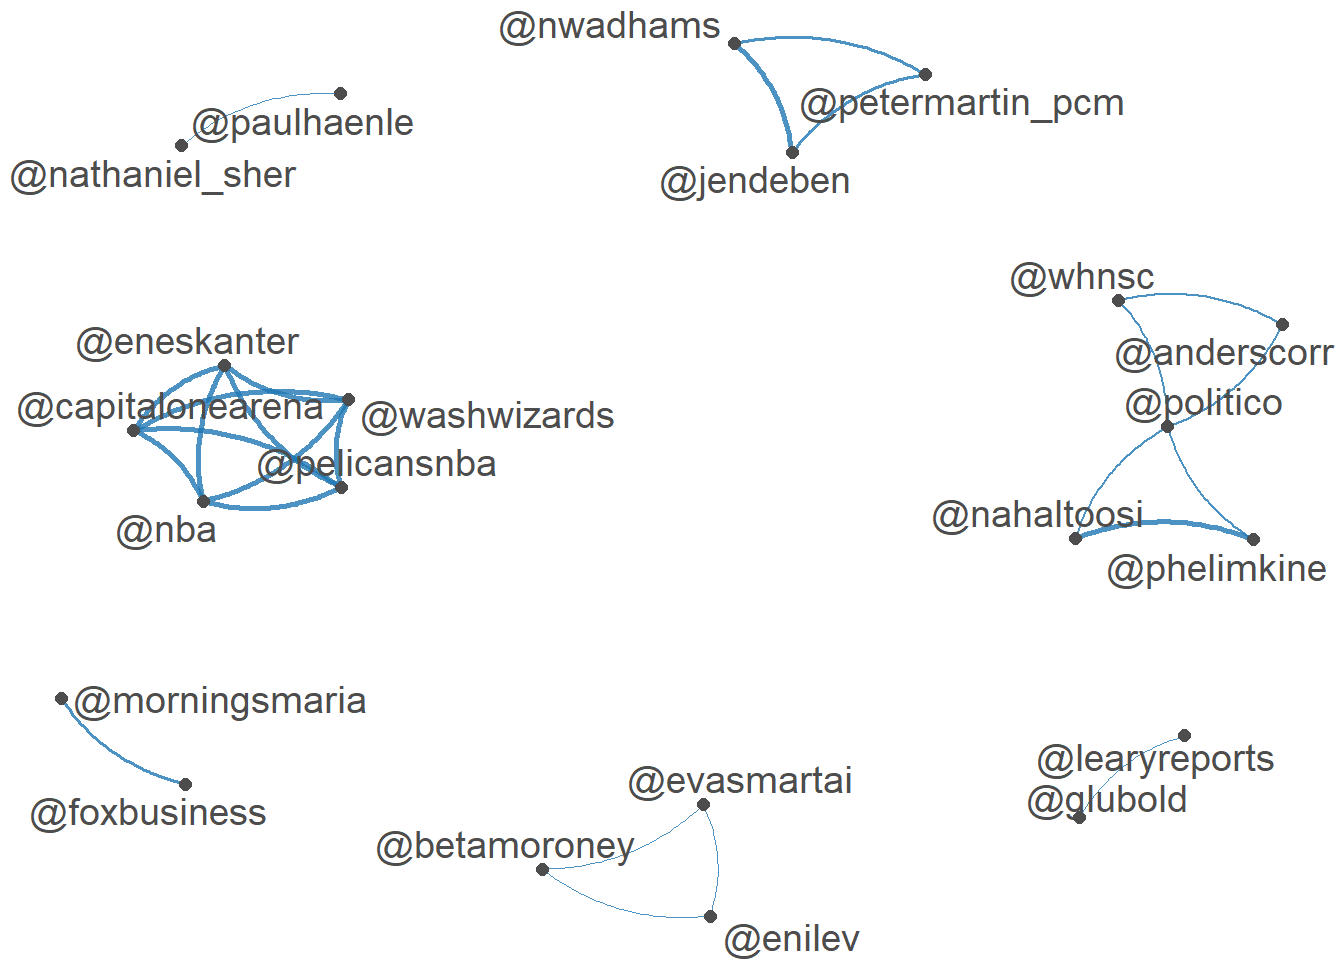 @nwadhams
@petermartin_pcm
@jendeben
@paulhaenle
@nathaniel_sher
@whnsc
@anderscorr
@politico
@nahaltoosi
@phelimkine
@eneskanter
@capitalonearena
@washwizards
@pelicansnba
@nba
@morningsmaria
@foxbusiness
@evasmartai
@betamoroney
@enilev
@learyreports
@glubold